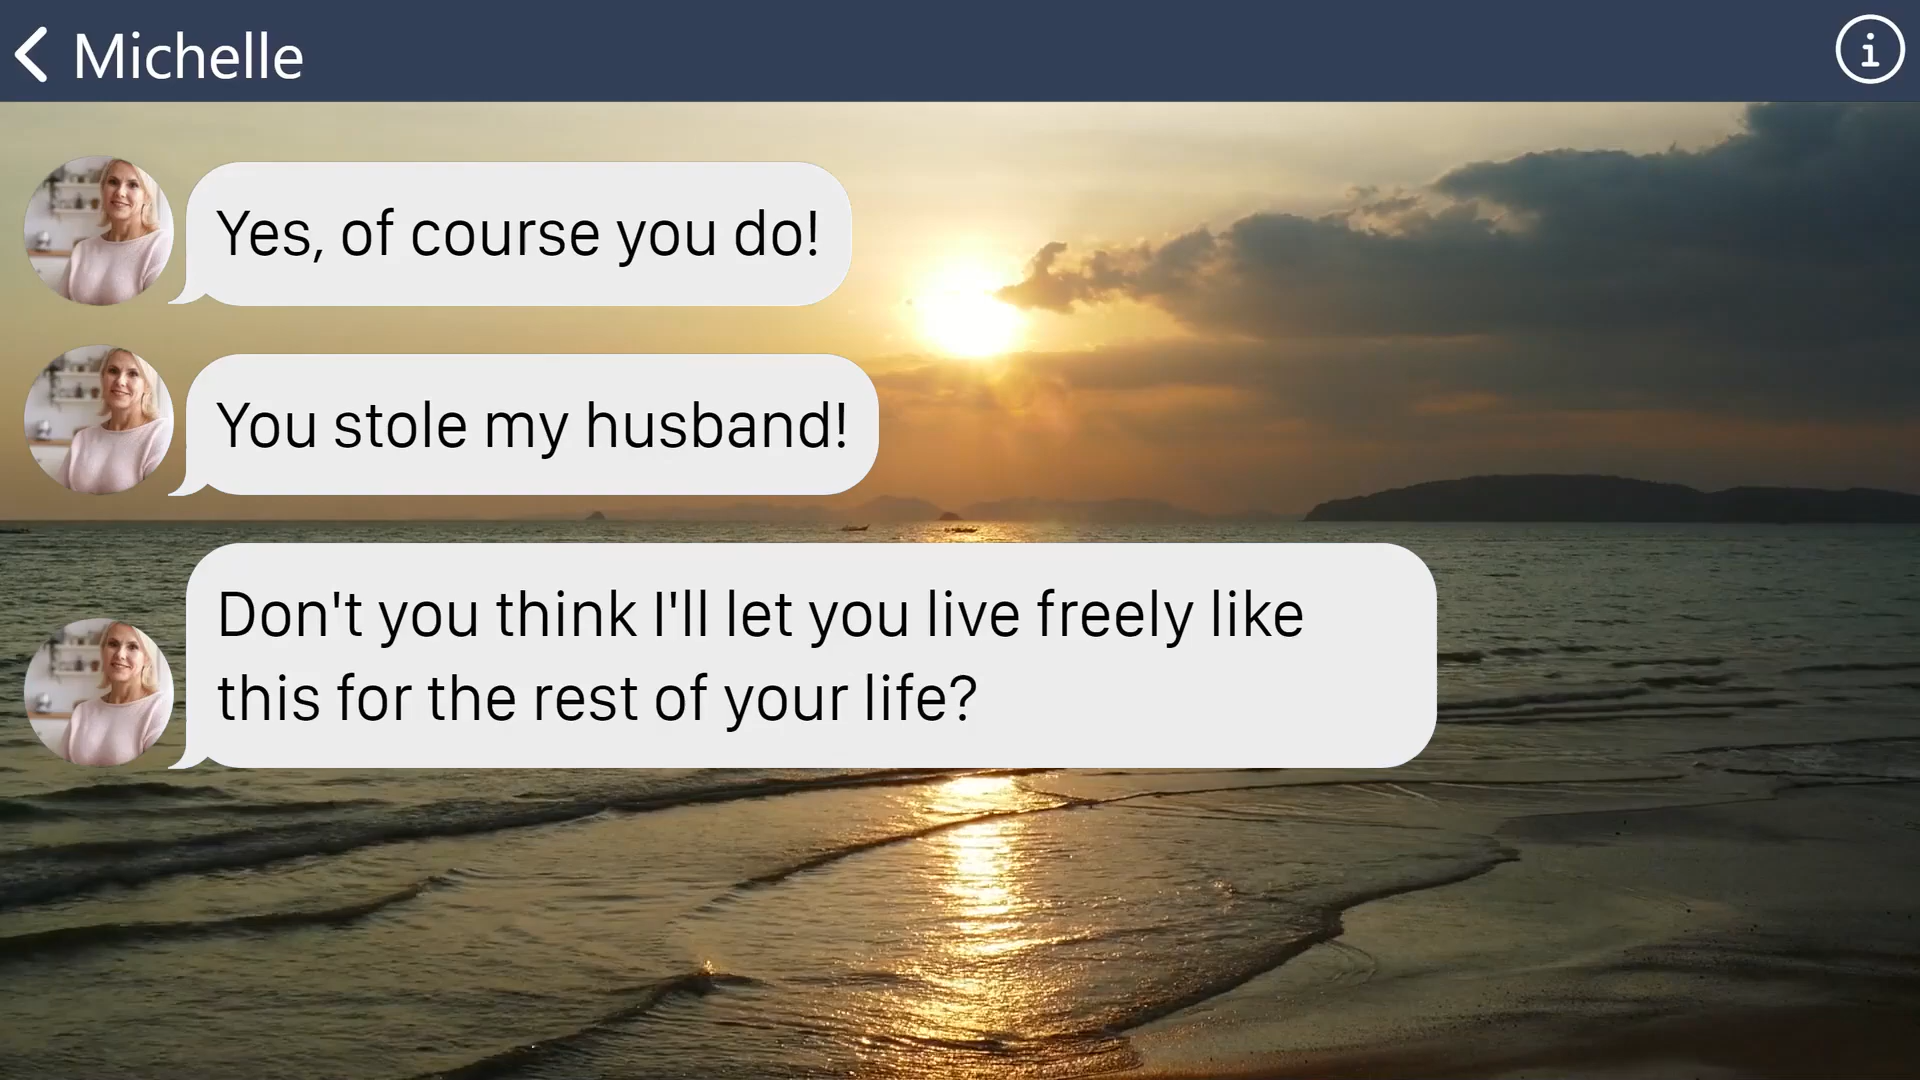 Michelle
Yes, of course you do!
You stole my husband!
Don't you think I'll let you live freely like
this for the rest of your life?